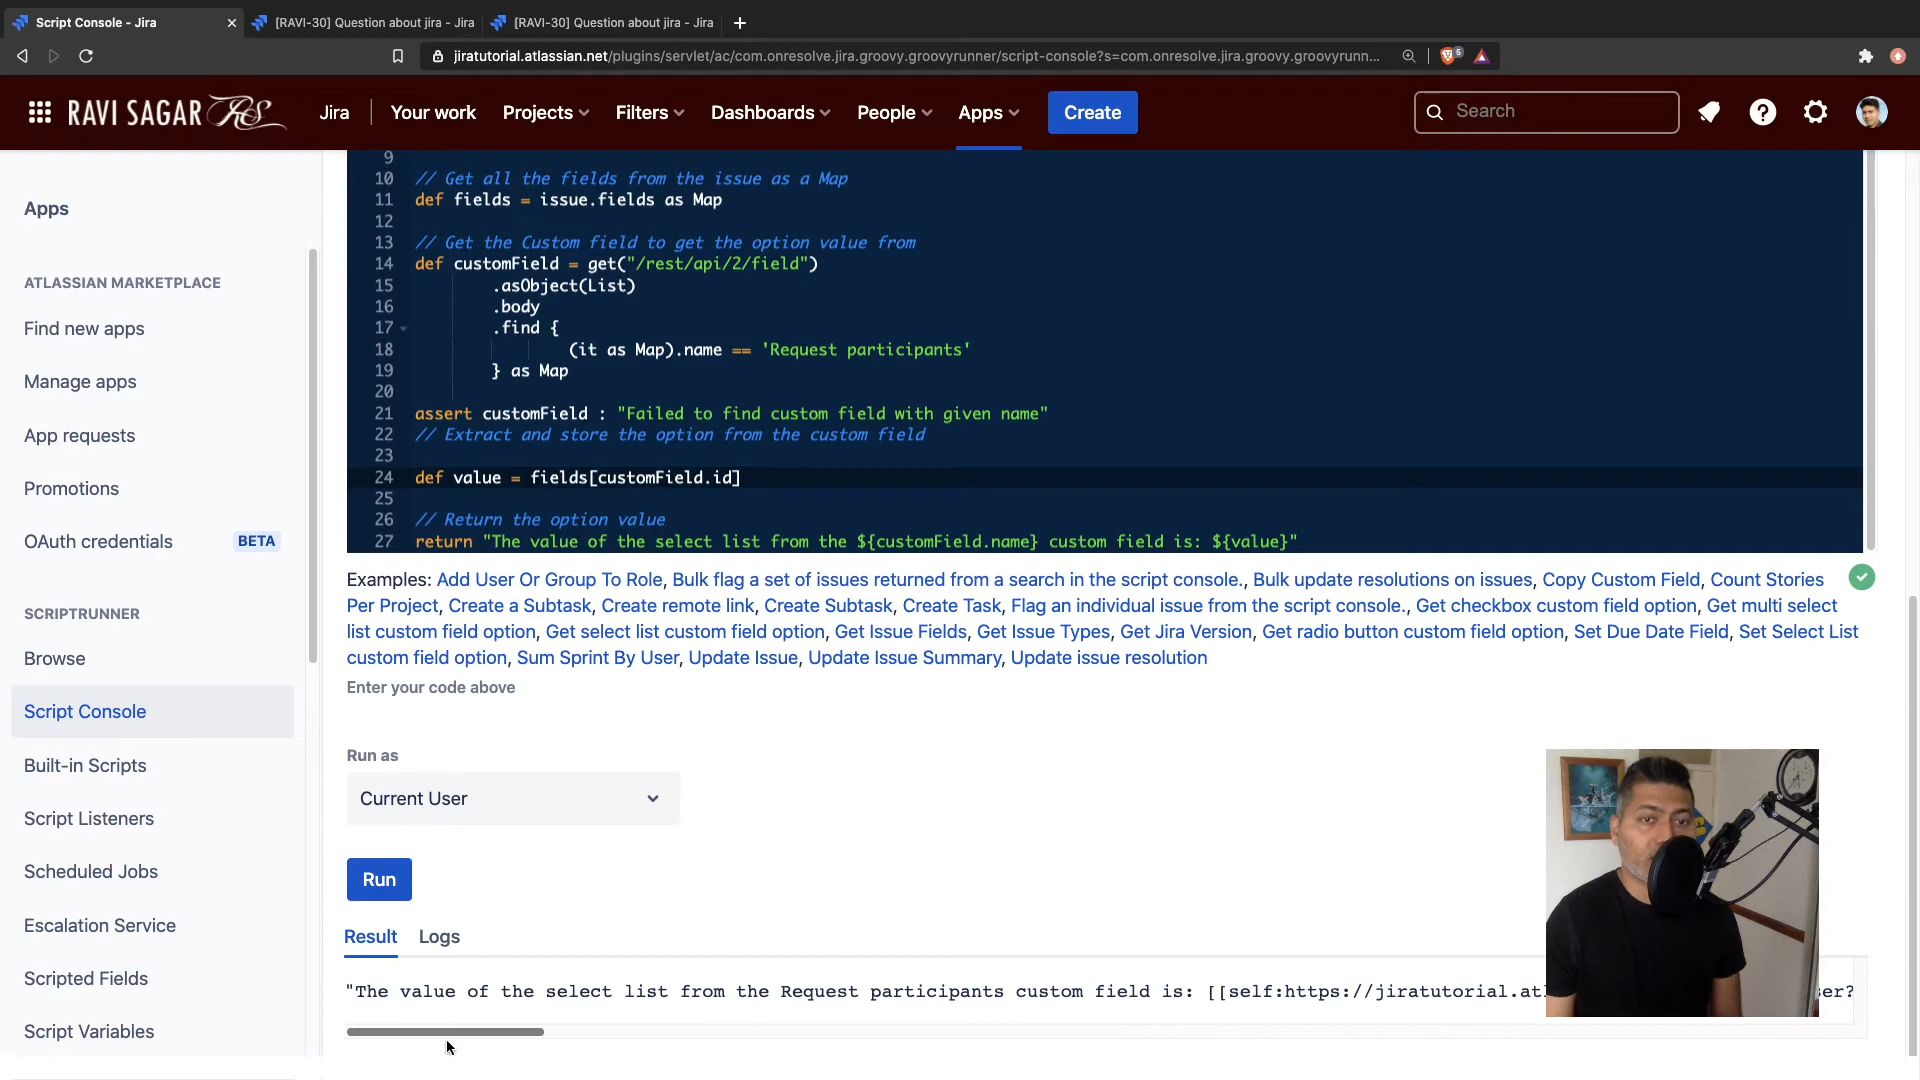 Script Console - Jira
[RAVI-30] Question about jira - Jira
[RAVI-30] Question about jira - Jira
jiratutorial.atlassian.net/plugins/servlet/ac/com.onresolve.jira.groovy.groovyrunner/script-console?s=com.onresolve.jira.groovy.groovyrunn...
5
RAVI SAGAR RS
Jira
Your work
Projects
Filters
Dashboards
People
Apps
Create
Search
Apps
ATLASSIAN MARKETPLACE
Find new apps
Manage apps
App requests
Promotions
OAuth credentials BETA
SCRIPTRUNNER
Browse
Script Console
Built-in Scripts
Script Listeners
Scheduled Jobs
Escalation Service
Scripted Fields
Script Variables
9
10 // Get all the fields from the issue as a Map
11 def fields = issue.fields as Map
12
13 // Get the Custom field to get the option value from
14 def customField = get("/rest/api/2/field")
15 .asObject(List)
16 .body
17 .find {
18 (it as Map).name == 'Request participants'
19 } as Map
20
21 assert customField : "Failed to find custom field with given name"
22 // Extract and store the option from the custom field
23
24 def value = fields[customField.id]
25
26 // Return the option value
27 return "The value of the select list from the ${customField.name} custom field is: ${value}"
Examples: Add User Or Group To Role, Bulk flag a set of issues returned from a search in the script console., Bulk update resolutions on issues, Copy Custom Field, Count Stories
Per Project, Create a Subtask, Create remote link, Create Subtask, Create Task, Flag an individual issue from the script console., Get checkbox custom field option, Get multi select
list custom field option, Get select list custom field option, Get Issue Fields, Get Issue Types, Get Jira Version, Get radio button custom field option, Set Due Date Field, Set Select List
custom field option, Sum Sprint By User, Update Issue, Update Issue Summary, Update issue resolution
Enter your code above
Run as
Current User
Run
Result
Logs
"The value of the select list from the Request participants custom field is: [[self:https://jiratutorial.atl ser?